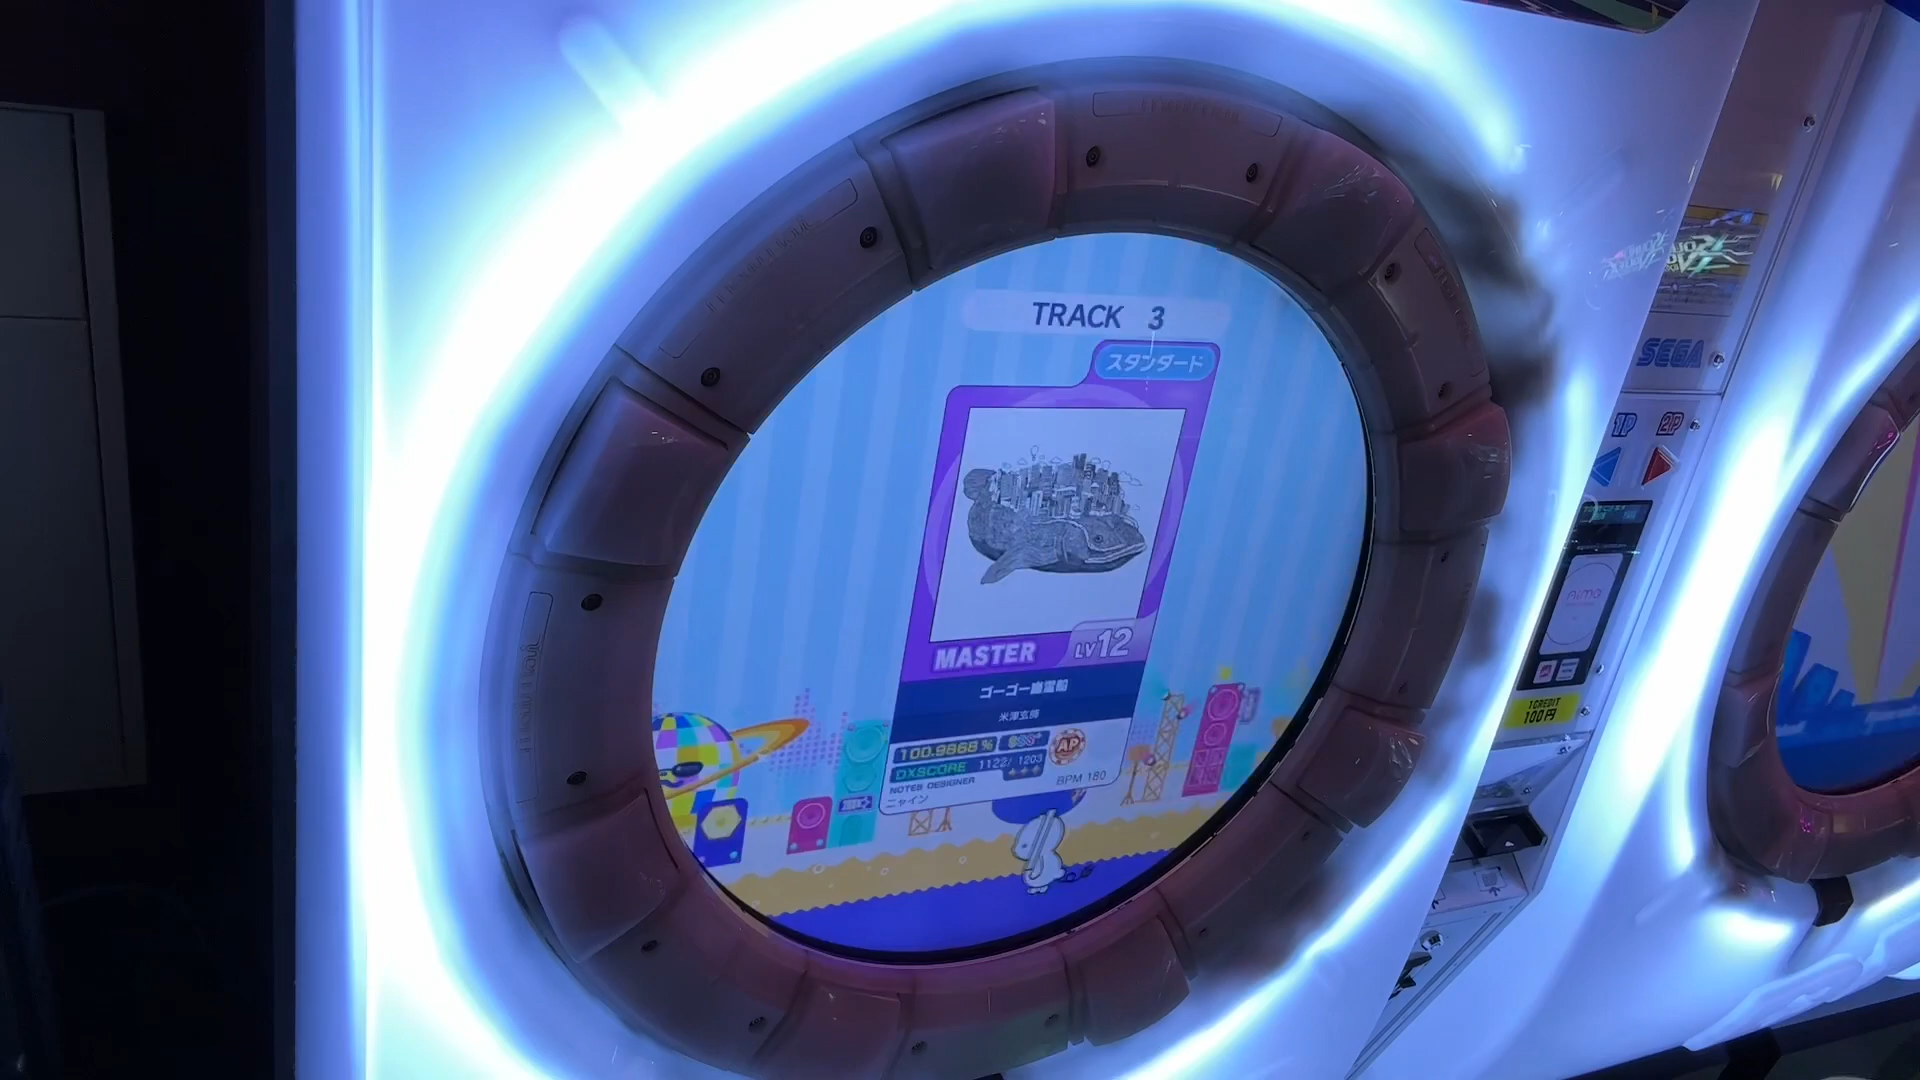 TRACK 3
スタンダード
MASTER
LV12
ゴーゴー幽霊船
米津玄師
100.9868%
SSS+
AP
DXSCORE 1122/ 1203
NOTES DESIGNER
ニャイン
BPM 180
SEGA
1P
2P
Aime
1CREDIT
100円